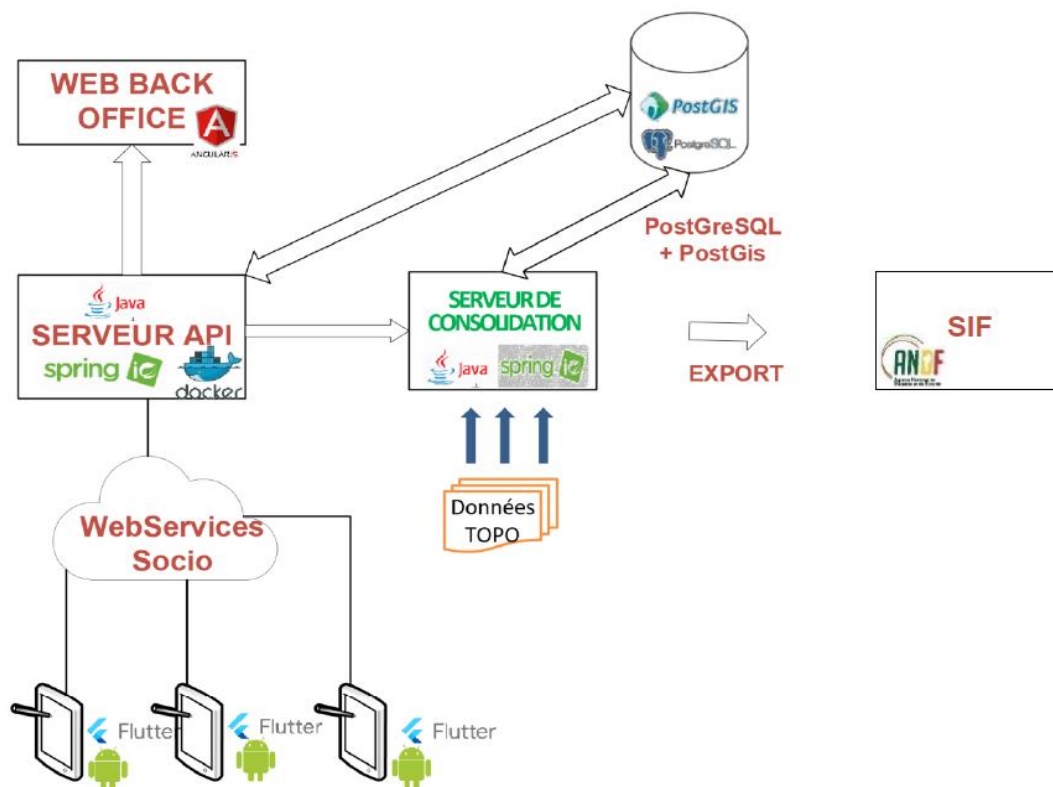 WEB BACK
OFFICE
ANGULARJS
PostGIS
PostgreSQL
PostGreSQL
+ PostGis
Java
SERVEUR API
spring
docker
SERVEUR DE
CONSOLIDATION
Java
spring
EXPORT
SIF
ANDF
Données
TOPO
WebServices
Socio
Flutter
Flutter
Flutter